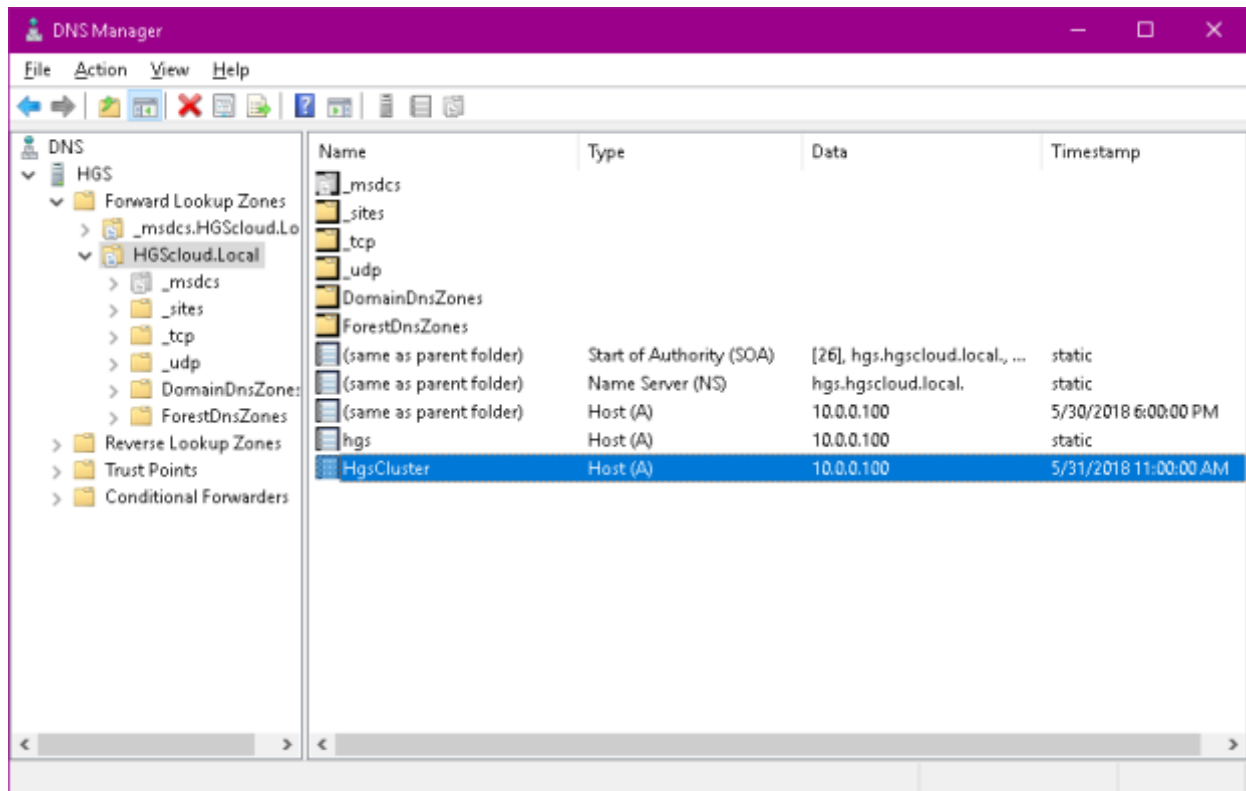 DNS Manager
File Action View Help
DNS
HGS
Forward Lookup Zones
_msdcs.HGScloud.Lo
HGScloud.Local
_msdcs
_sites
_tcp
_udp
DomainDnsZones
ForestDnsZones
Reverse Lookup Zones
Trust Points
Conditional Forwarders
Name Type Data Timestamp
_msdcs
_sites
_tcp
_udp
DomainDnsZones
ForestDnsZones
(same as parent folder) Start of Authority (SOA) [26], hgs.hgscloud.local., ... static
(same as parent folder) Name Server (NS) hgs.hgscloud.local. static
(same as parent folder) Host (A) 10.0.0.100 5/30/2018 6:00:00 PM
hgs Host (A) 10.0.0.100 static
HgsCluster Host (A) 10.0.0.100 5/31/2018 11:00:00 AM